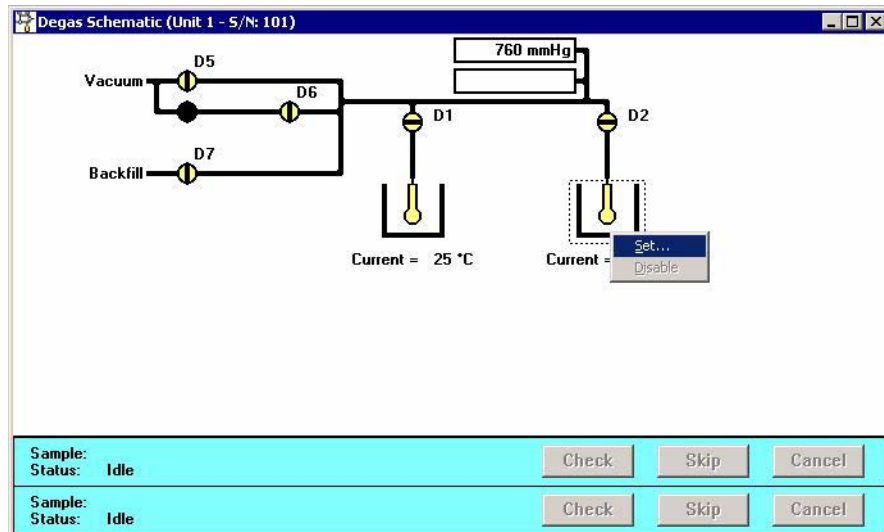 Degas Schematic (Unit 1 - S/N: 101)
760 mmHg
D5
Vacuum
D6
D1
D2
D7
Backfill
Current = 25 °C
Current =
Set...
Disable
Sample:
Status: Idle
Check Skip Cancel
Sample:
Status: Idle
Check Skip Cancel